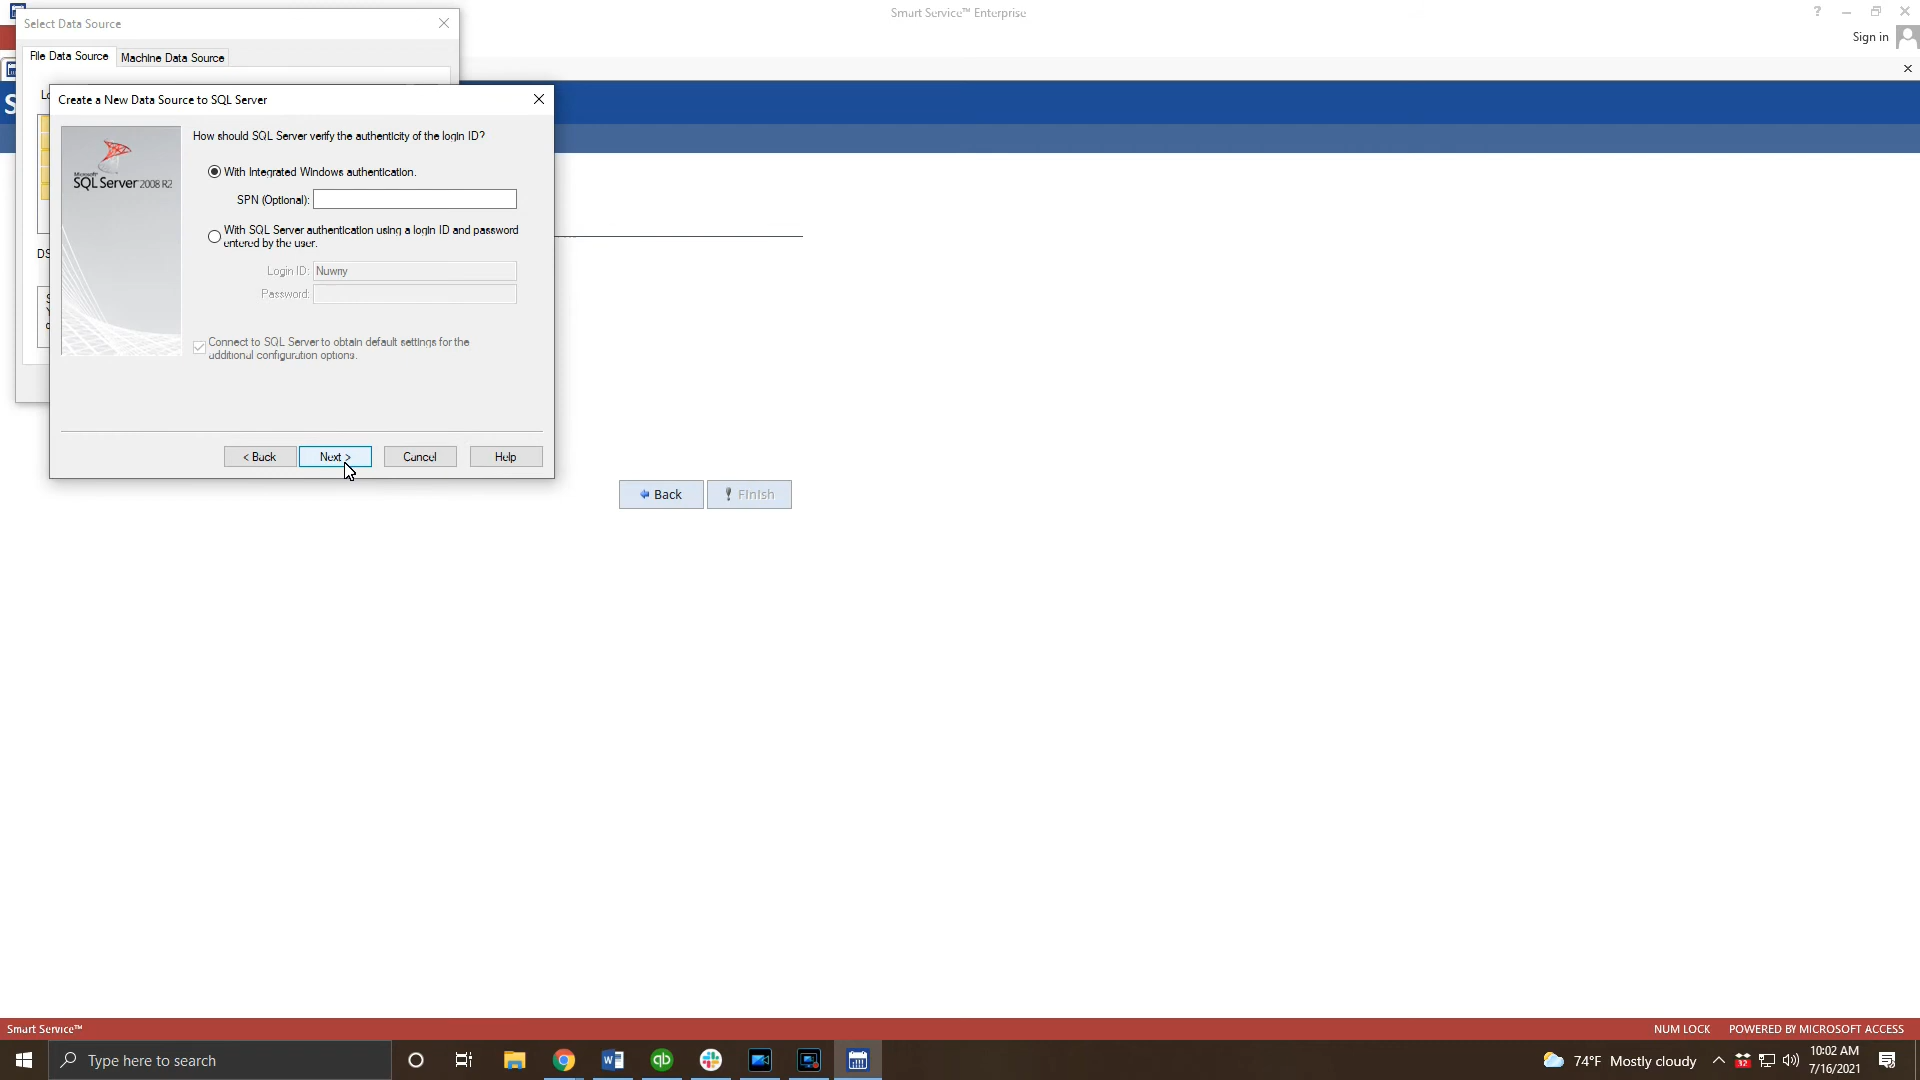 Smart Service™ Enterprise
Sign in
Select Data Source
File Data Source
Machine Data Source
Create a New Data Source to SQL Server
Microsoft
SQL Server 2008 R2
How should SQL Server verify the authenticity of the login ID?
With Integrated Windows authentication.
SPN (Optional):
With SQL Server authentication using a login ID and password
entered by the user.
Login ID: Nuwny
Password:
Connect to SQL Server to obtain default settings for the
additional configuration options.
< Back
Next >
Cancel
Help
Back
Finish
Smart Service™
NUM LOCK
POWERED BY MICROSOFT ACCESS
Type here to search
74°F Mostly cloudy
32
10:02 AM
7/16/2021